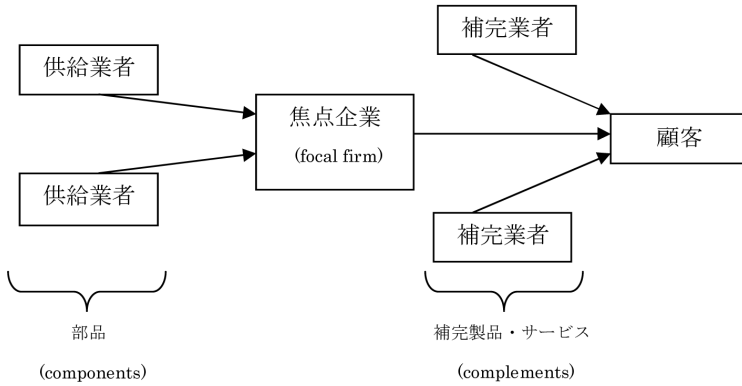 補完業者
供給業者
焦点企業
(focal firm)
顧客
供給業者
補完業者
部品
(components)
補完製品・サービス
(complements)